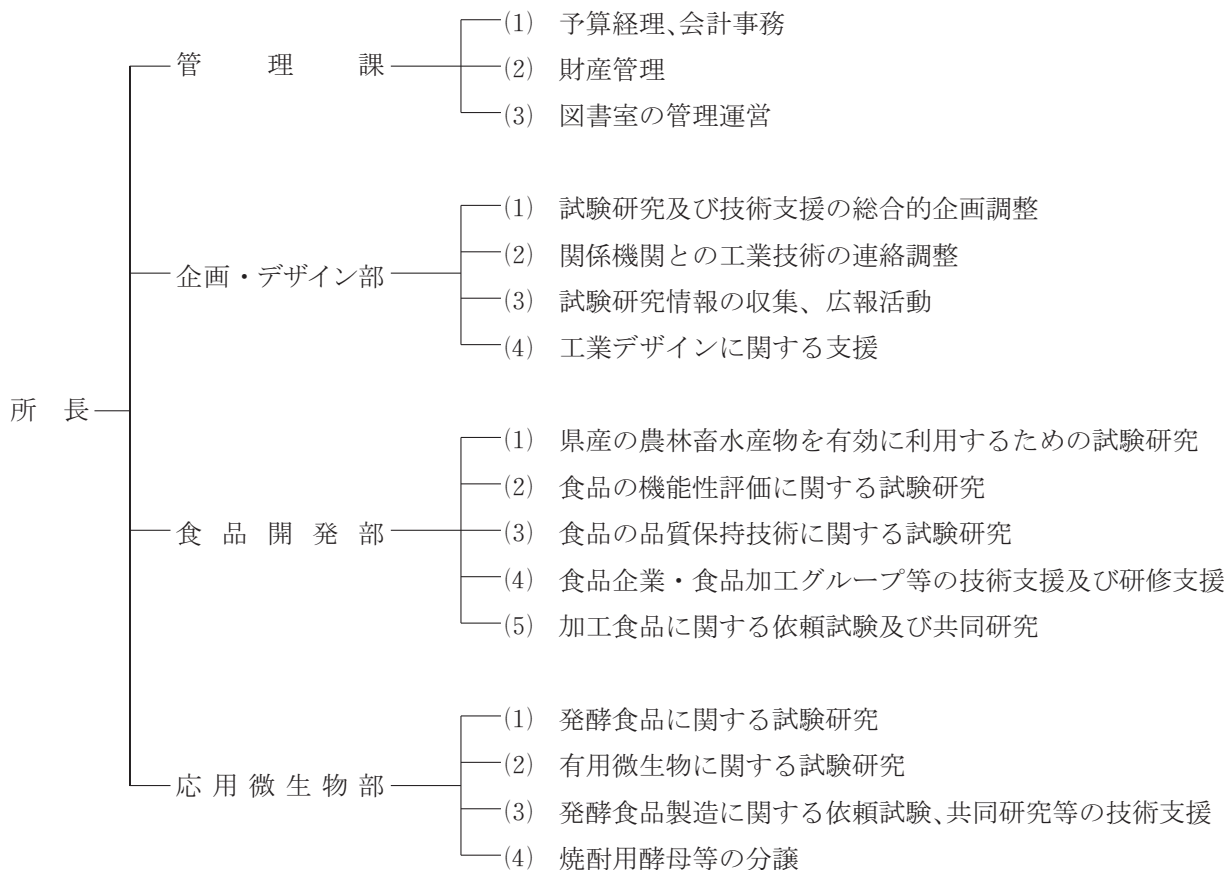 所長
管理課
(1) 予算経理、会計事務
(2) 財産管理
(3) 図書室の管理運営
企画・デザイン部
(1) 試験研究及び技術支援の総合的企画調整
(2) 関係機関との工業技術の連絡調整
(3) 試験研究情報の収集、広報活動
(4) 工業デザインに関する支援
食品開発部
(1) 県産の農林畜水産物を有効に利用するための試験研究
(2) 食品の機能性評価に関する試験研究
(3) 食品の品質保持技術に関する試験研究
(4) 食品企業・食品加工グループ等の技術支援及び研修支援
(5) 加工食品に関する依頼試験及び共同研究
応用微生物部
(1) 発酵食品に関する試験研究
(2) 有用微生物に関する試験研究
(3) 発酵食品製造に関する依頼試験、共同研究等の技術支援
(4) 焼酎用酵母等の分譲